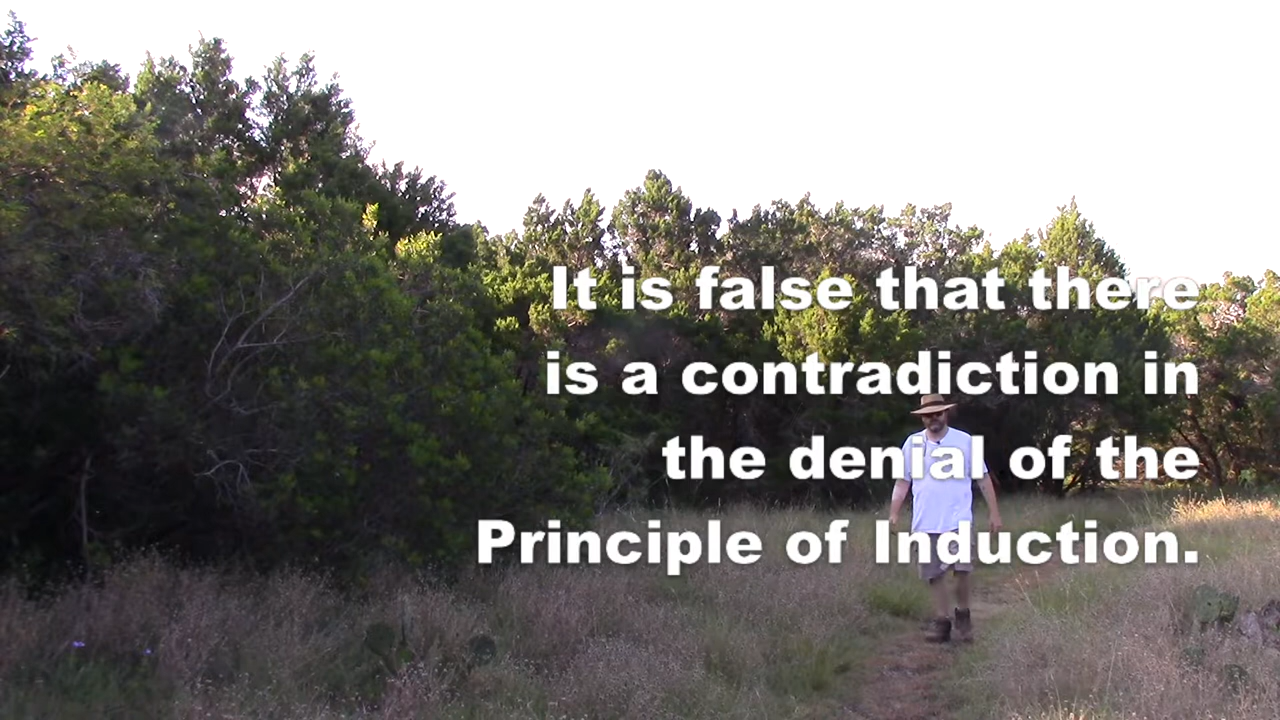 It is false that there
is a contradiction in
the denial of the
Principle of Induction.